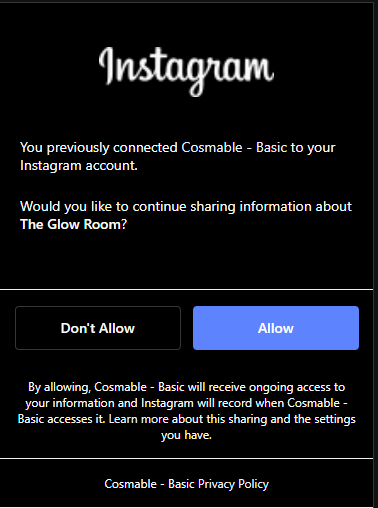 Instagram
You previously connected Cosmable - Basic to your
Instagram account.
Would you like to continue sharing information about
The Glow Room?
Don't Allow
Allow
By allowing, Cosmable - Basic will receive ongoing access to
your information and Instagram will record when Cosmable -
Basic accesses it. Learn more about this sharing and the settings
you have.
Cosmable - Basic Privacy Policy